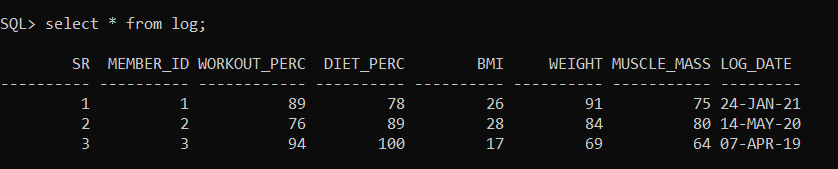 SQL> select * from log;
SR MEMBER_ID WORKOUT_PERC DIET_PERC BMI WEIGHT MUSCLE_MASS LOG_DATE
---------- ---------- ------------ ---------- ---------- ---------- ----------- ---------
1 1 89 78 26 91 75 24-JAN-21
2 2 76 89 28 84 80 14-MAY-20
3 3 94 100 17 69 64 07-APR-19